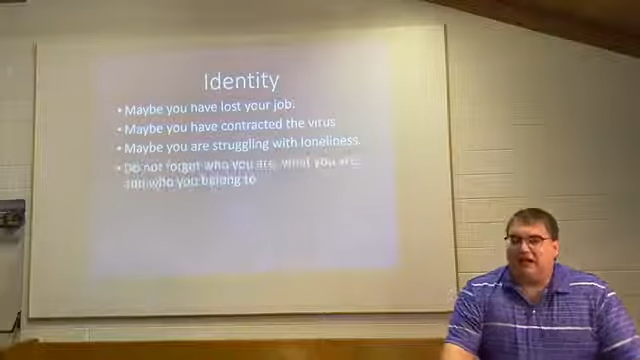 Identity
• Maybe you have lost your job.
• Maybe you have contracted the virus
• Maybe you are struggling with loneliness.
• Do not forget who you are, what you are
and who you belong to